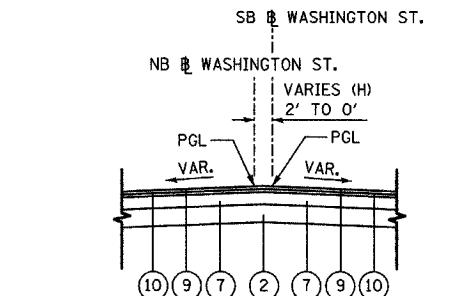 SB ℄ WASHINGTON ST.
NB ℄ WASHINGTON ST.
VARIES (H)
2' TO 0'
PGL
PGL
VAR.
VAR.
10 9 7 2 7 9 10